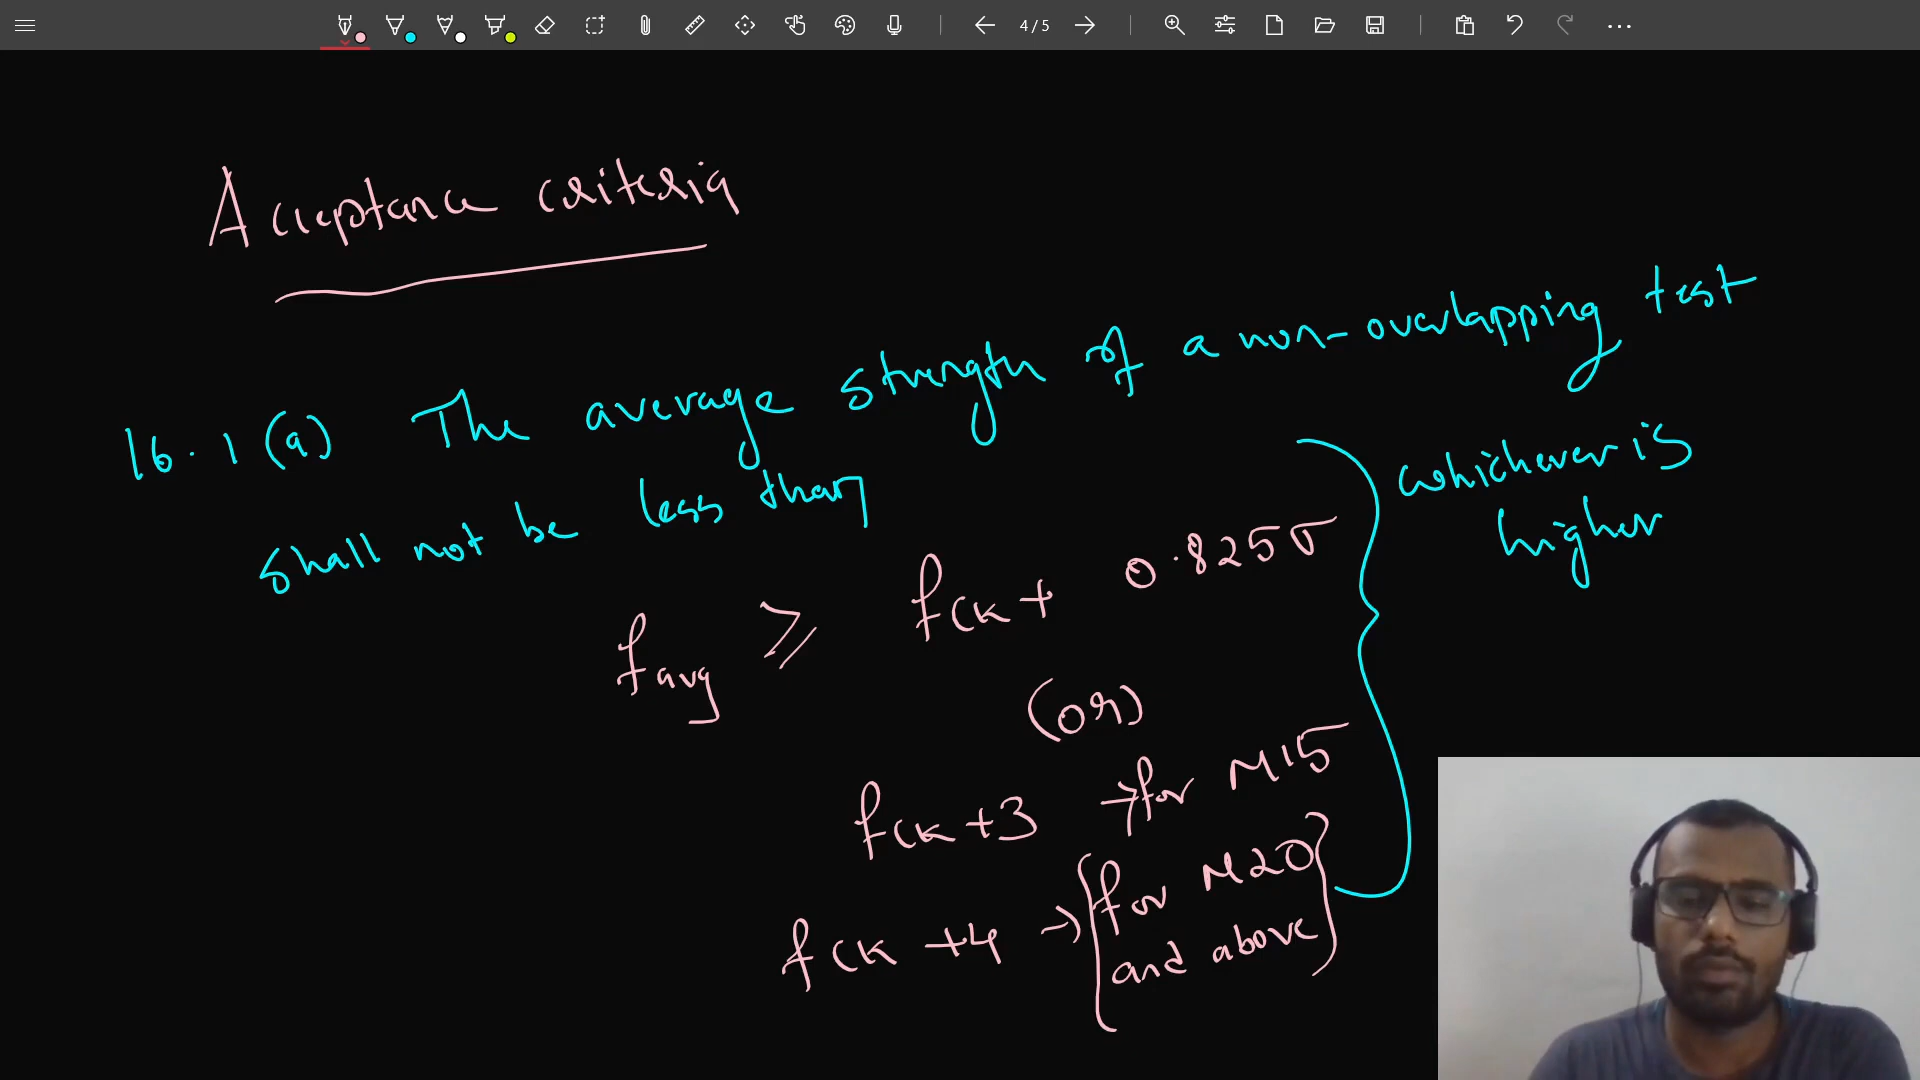 4 / 5
Acceptance criteria
16.1 (a) The average strength of a non-overlapping test
shall not be less than
favg ≥ fck + 0.825σ
(or)
fck + 3 → for M15
fck + 4 → for M20
and above
whichever is
higher